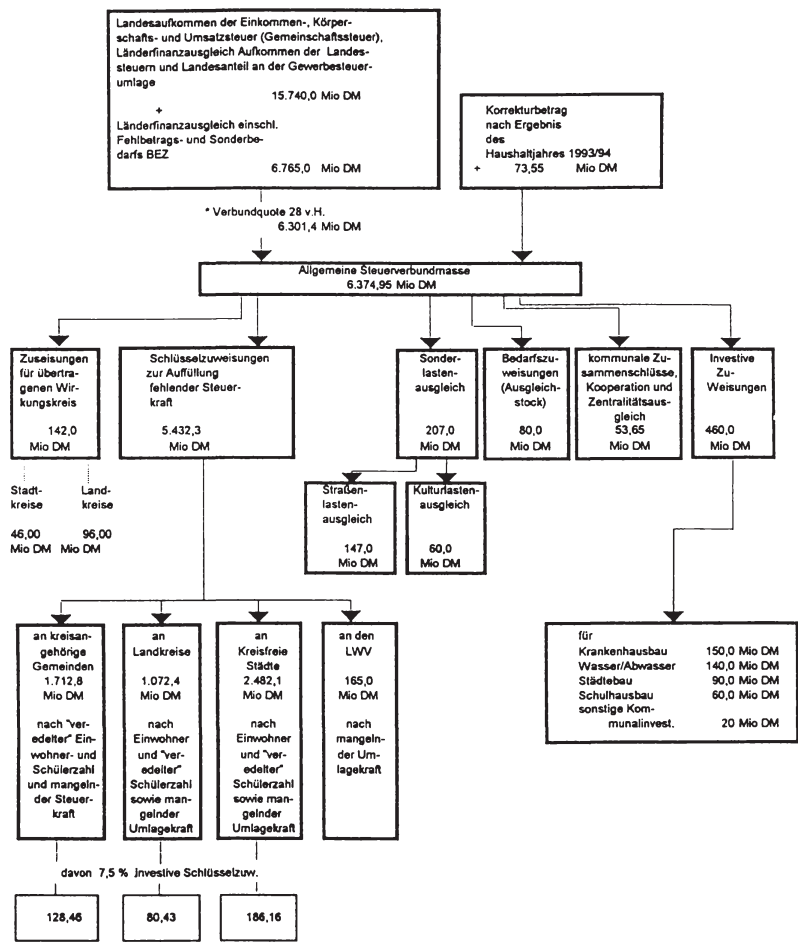 Landesaufkommen der Einkommen-, Körper-
schafts- und Umsatzsteuer (Gemeinschaftssteuer),
Länderfinanzausgleich Aufkommen der Landes-
steuern und Landesanteil an der Gewerbesteuer-
umlage
15.740,0 Mio DM
+
Länderfinanzausgleich einschl.
Fehlbetrags- und Sonderbe-
darfs BEZ
6.765,0 Mio DM
Korrekturbetrag
nach Ergebnis
des
Haushaltjahres 1993/94
+ 73,55 Mio DM
* Verbundquote 28 v.H.
6.301,4 Mio DM
Allgemeine Steuerverbundmasse
6.374,95 Mio DM
Zuseisungen
für übertra-
genen Wir-
kungskreis
142,0
Mio DM
Schlüsselzuweisungen
zur Auffüllung
fehlender Steuer-
kraft
5.432,3
Mio DM
Sonder-
lasten-
ausgleich
207,0
Mio DM
Bedarfszu-
weisungen
(Ausgleich-
stock)
80,0
Mio DM
kommunale Zu-
sammenschlüsse,
Kooperation und
Zentralitätsaus-
gleich
53,65
Mio DM
Investive
Zu-
Weisungen
460,0
Mio DM
Stadt-
kreise
46,00
Mio DM
Land-
kreise
96,00
Mio DM
Straßen-
lasten-
ausgleich
147,0
Mio DM
Kulturlasten-
ausgleich
60,0
Mio DM
an kreisan-
gehörige
Gemeinden
1.712,8
Mio DM
nach "ver-
edelter" Ein-
wohner- und
Schülerzahl
und mangeln-
der Steuer-
kraft
an
Landkreise
1.072,4
Mio DM
nach
Einwohner
und "ver-
edelter"
Schülerzahl
sowie man-
gelnder
Umlagekraft
an
Kreisfreie
Städte
2.482,1
Mio DM
nach
Einwohner
und "ver-
edelter"
Schülerzahl
sowie man-
gelnder
Umlagekraft
an den
LWV
165,0
Mio DM
nach
mangeln-
der Um-
lagekraft
für
Krankenhausbau 150,0 Mio DM
Wasser/Abwasser 140,0 Mio DM
Städtebau 90,0 Mio DM
Schulhausbau 60,0 Mio DM
sonstige Kom-
munalinvest. 20 Mio DM
davon 7,5 % Investive Schlüsselzuw.
128,46
80,43
186,16